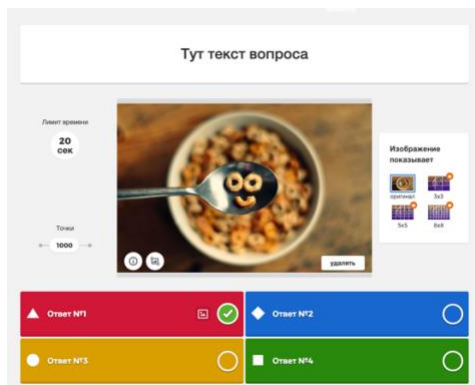 Тут текст вопроса
Лимит времени
20
сек
Изображение
показывает
оригинал
3x3
5x5
8x8
Точки
1000
удалить
Ответ №1
Ответ №2
Ответ №3
Ответ №4